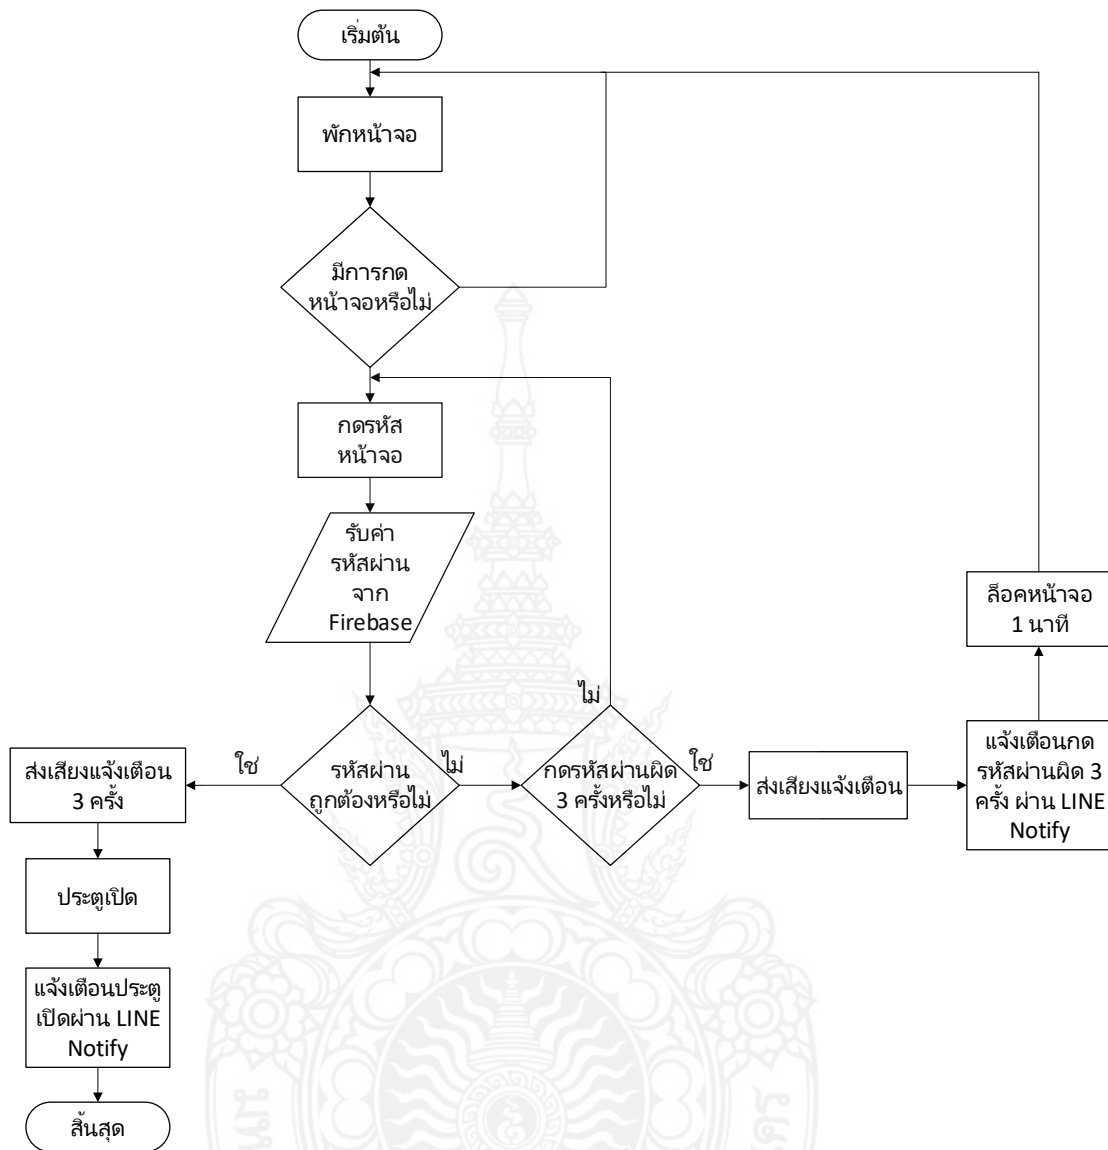 เริ่มต้น
พักหน้าจอ
มีการกด
หน้าจอหรือไม่
กดรหัส
หน้าจอ
รับค่า
รหัสผ่าน
จาก
Firebase
รหัสผ่าน
ถูกต้องหรือไม่
ใช่
ส่งเสียงแจ้งเตือน
3 ครั้ง
ประตูเปิด
แจ้งเตือนประตู
เปิดผ่าน LINE
Notify
สิ้นสุด
ไม่
กดรหัสผ่านผิด
3 ครั้งหรือไม่
ไม่
ใช่
ส่งเสียงแจ้งเตือน
แจ้งเตือนกด
รหัสผ่านผิด 3
ครั้ง ผ่าน LINE
Notify
ล็อคหน้าจอ
1 นาที